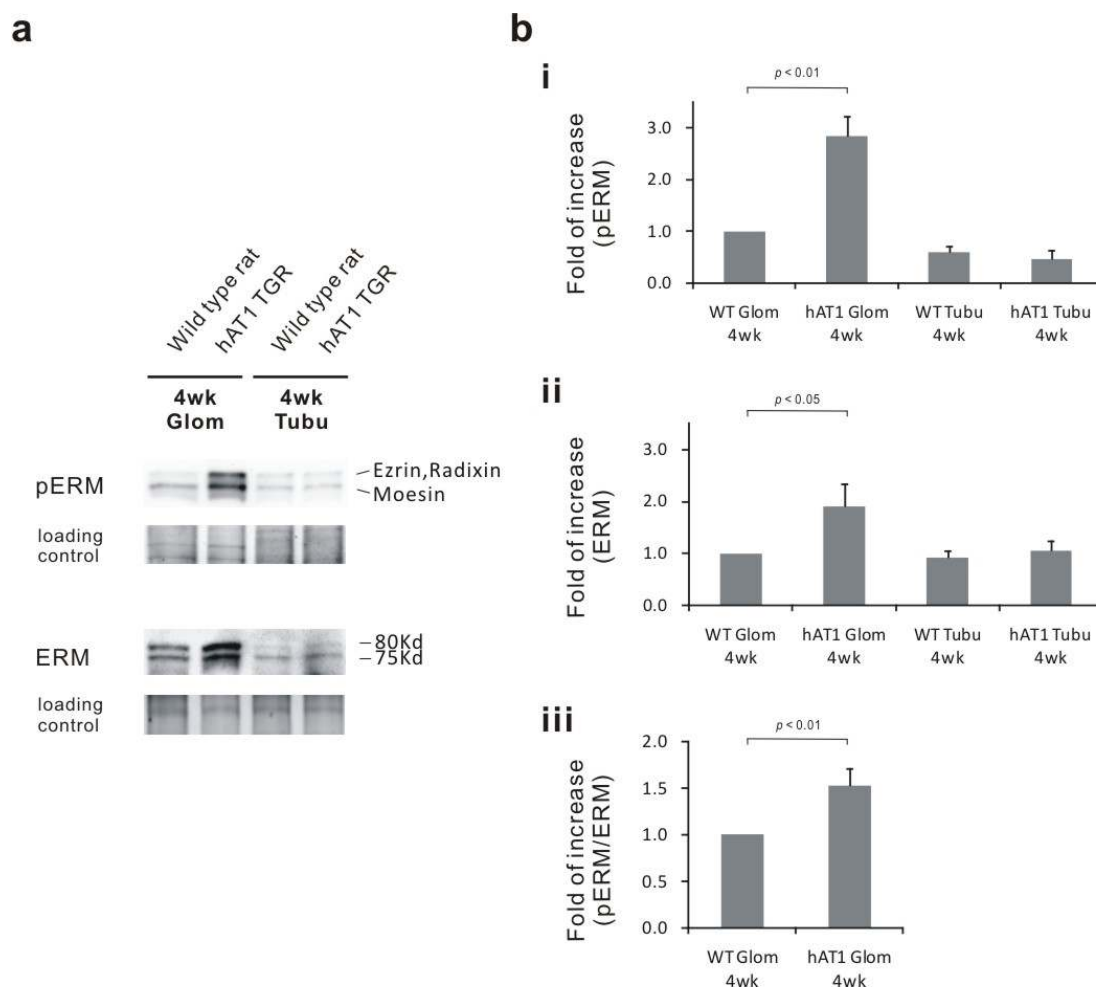 a
Wild type rat
hAT1 TGR
Wild type rat
hAT1 TGR
4wk
Glom
4wk
Tubu
pERM
Ezrin,Radixin
Moesin
loading
control
ERM
80Kd
75Kd
loading
control
b
i
p < 0.01
Fold of increase
(pERM)
3.0
2.0
1.0
0.0
WT Glom
4wk
hAT1 Glom
4wk
WT Tubu
4wk
hAT1 Tubu
4wk
ii
p < 0.05
Fold of increase
(ERM)
3.0
2.0
1.0
0.0
WT Glom
4wk
hAT1 Glom
4wk
WT Tubu
4wk
hAT1 Tubu
4wk
iii
p < 0.01
Fold of increase
(pERM/ERM)
2.0
1.5
1.0
0.5
0.0
WT Glom
4wk
hAT1 Glom
4wk